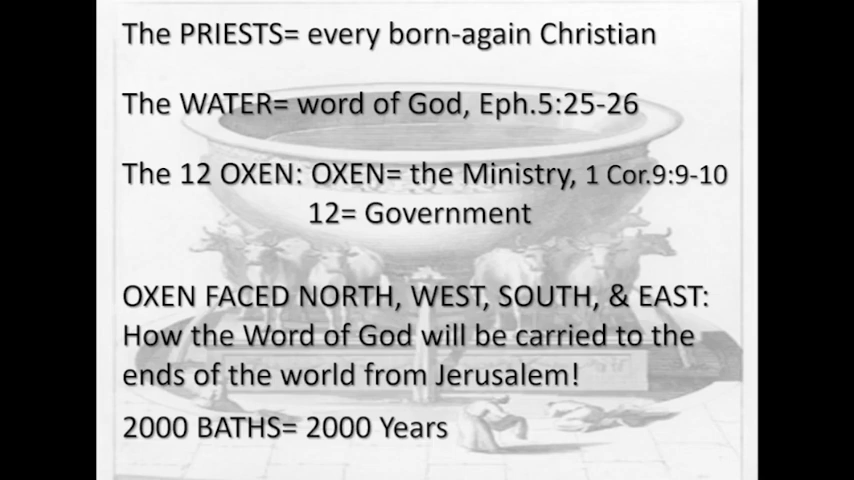 The PRIESTS= every born-again Christian
The WATER= word of God, Eph.5:25-26
The 12 OXEN: OXEN= the Ministry, 1 Cor.9:9-10
12= Government
OXEN FACED NORTH, WEST, SOUTH, & EAST:
How the Word of God will be carried to the
ends of the world from Jerusalem!
2000 BATHS= 2000 Years